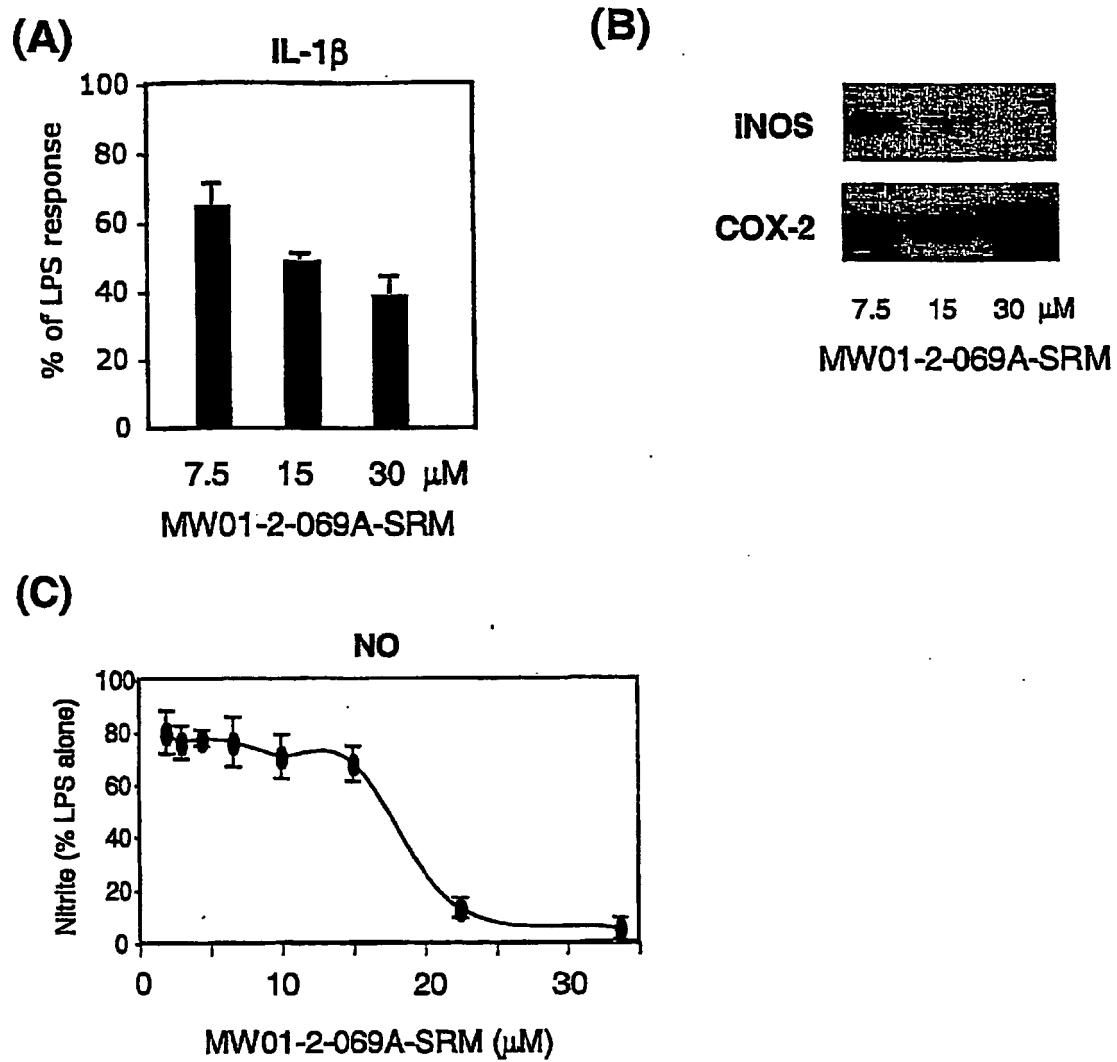 (A)
IL-1β
% of LPS response
100
80
60
40
20
0
7.5 15 30 μM
MW01-2-069A-SRM
(B)
iNOS
COX-2
7.5 15 30 μM
MW01-2-069A-SRM
(C)
NO
Nitrite (% LPS alone)
100
80
60
40
20
0
0 10 20 30
MW01-2-069A-SRM (μM)